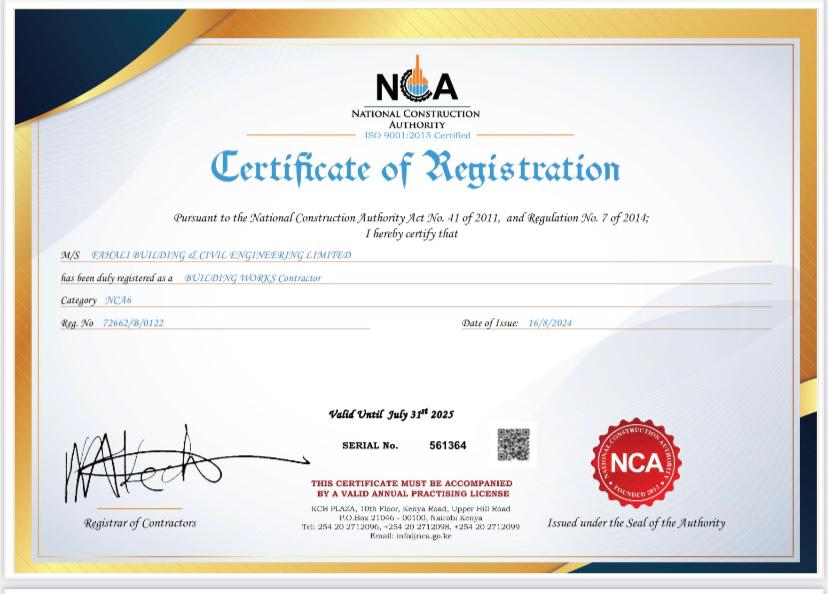 NCA
NATIONAL CONSTRUCTION
AUTHORITY
ISO 9001:2015 Certified
Certificate of Registration
Pursuant to the National Construction Authority Act No. 41 of 2011, and Regulation No. 7 of 2014;
I hereby certify that
M/S FAHALI BUILDING & CIVIL ENGINEERING LIMITED
has been duly registered as a BUILDING WORKS Contractor
Category NCA6
Reg. No 72662/B/0122 Date of Issue: 16/8/2024
Valid Until July 31st 2025
SERIAL No. 561364
THIS CERTIFICATE MUST BE ACCOMPANIED
BY A VALID ANNUAL PRACTISING LICENSE
KCB PLAZA, 10th Floor, Kenya Road, Upper Hill Road
P.O.Box 21046 - 00100, Nairobi Kenya
Tel: 254 20 2712096, +254 20 2712098, +254 20 2712099
Email: info@nca.go.ke
Registrar of Contractors
NATIONAL CONSTRUCTION AUTHORITY
NCA
FOUNDED 2012
Issued under the Seal of the Authority